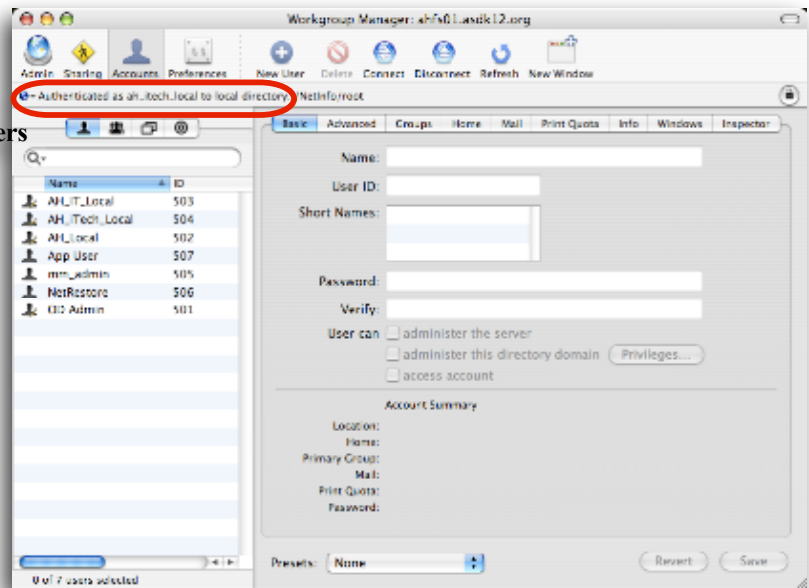 Workgroup Manager: ahfs01.asdk12.org
Admin Sharing Accounts Preferences New User Delete Connect Disconnect Refresh New Window
Authenticated as ah_itech_local to local directory: /NetInfo/root
ers
Basic Advanced Groups Home Mail Print Quota Info Windows Inspector
Name ID
AH_IT_Local 503
AH_ITech_Local 504
AH_Local 502
App User 507
mm_admin 505
NetRestore 506
OD Admin 501
0 of 7 users selected
Name:
User ID:
Short Names:
Password:
Verify:
User can administer the server
administer this directory domain Privileges...
access account
Account Summary
Location:
Home:
Primary Group:
Mail:
Print Quota:
Password:
Presets: None Revert Save